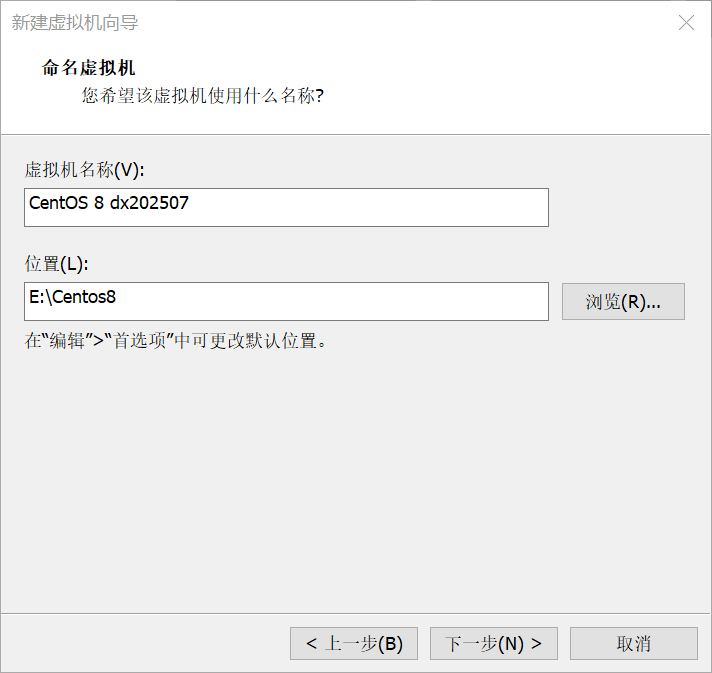 新建虚拟机向导
命名虚拟机
您希望该虚拟机使用什么名称?
虚拟机名称(V):
CentOS 8 dx202507
位置(L):
E:\Centos8
浏览(R)...
在“编辑”>“首选项”中可更改默认位置。
< 上一步(B)
下一步(N) >
取消